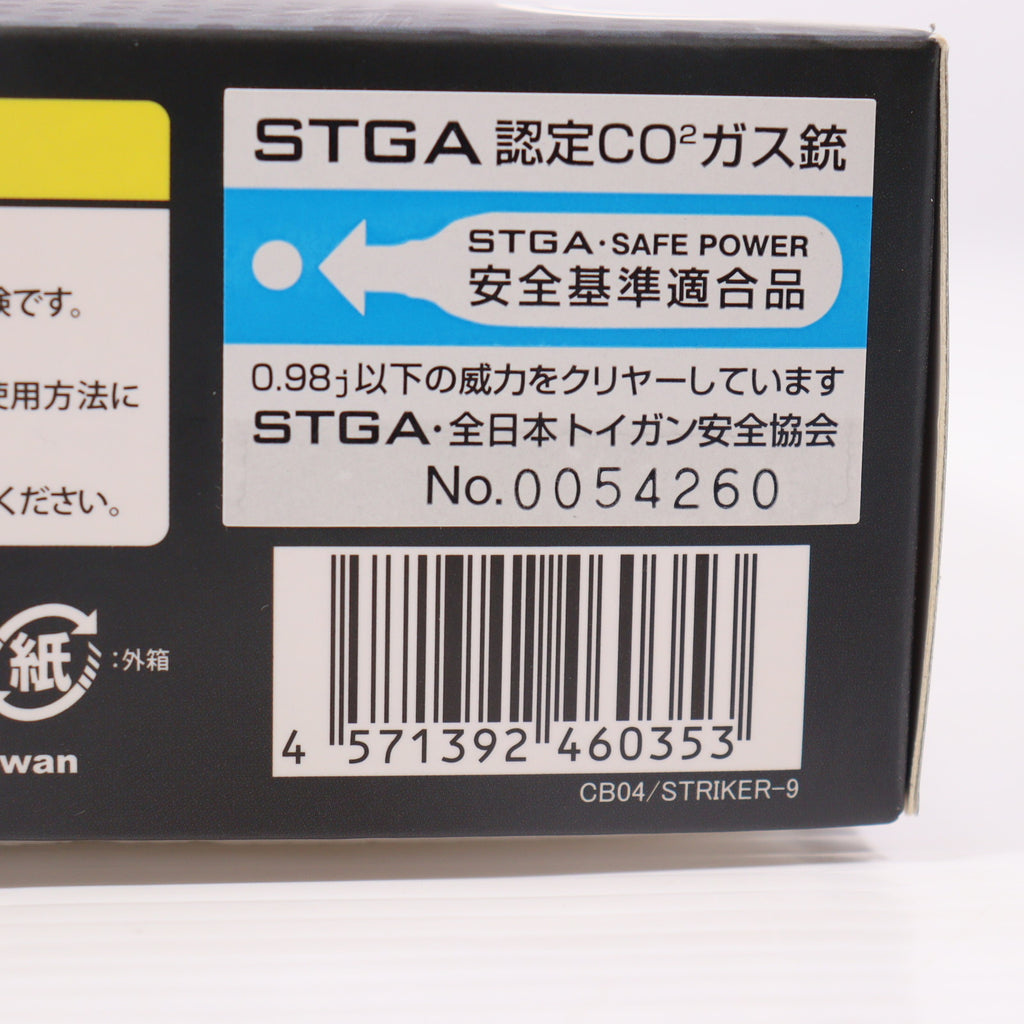 STGA 認定CO²ガス銃
STGA・SAFE POWER
安全基準適合品
0.98j以下の威力をクリヤーしています
STGA・全日本トイガン安全協会
No.0054260
険です。
使用方法に
ください。
紙:外箱
wan
4 571392 460353
CB04/STRIKER-9